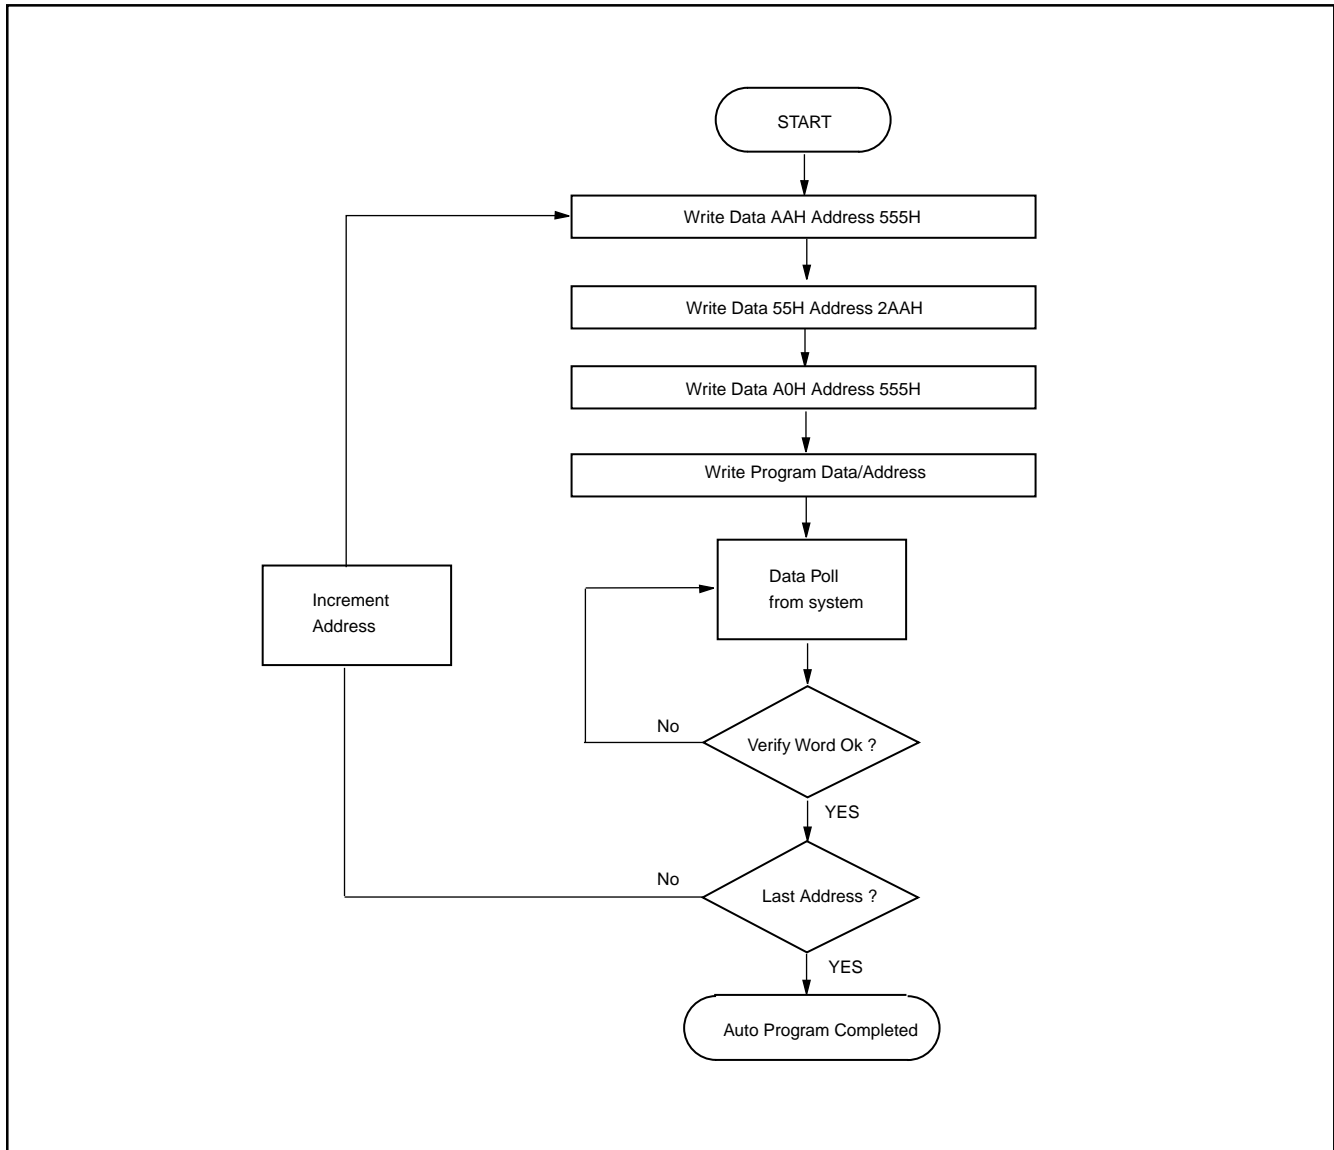 START
Write Data AAH Address 555H
Write Data 55H Address 2AAH
Write Data A0H Address 555H
Write Program Data/Address
Data Poll
from system
Increment
Address
No
Verify Word Ok ?
YES
No
Last Address ?
YES
Auto Program Completed